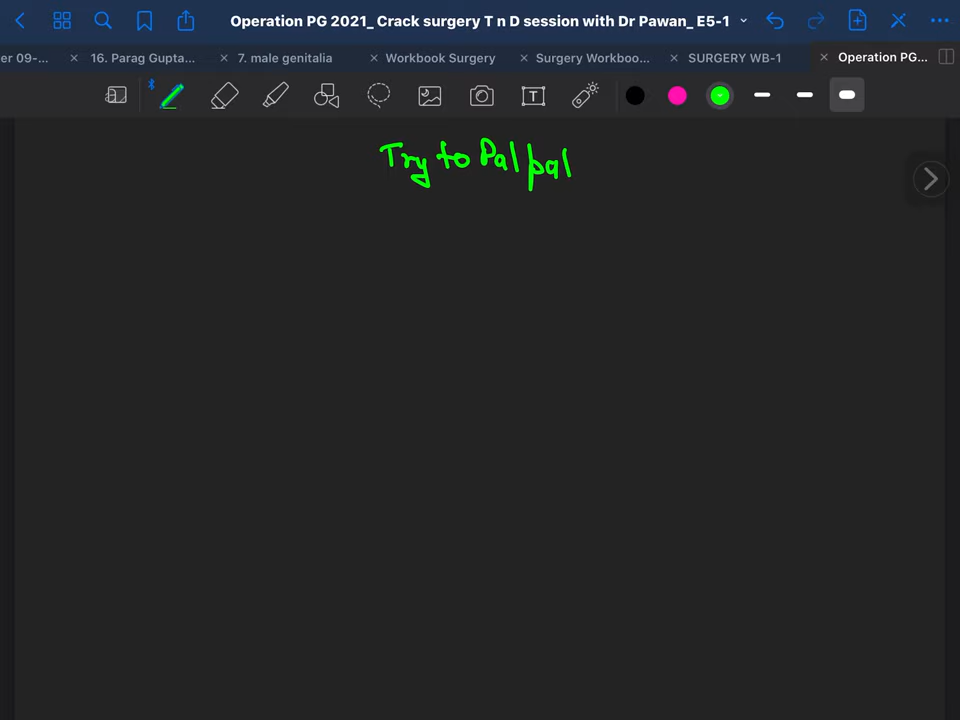 Operation PG 2021_ Crack surgery T n D session with Dr Pawan_ E5-1
er 09-... 16. Parag Gupta... 7. male genitalia Workbook Surgery Surgery Workboo... SURGERY WB-1 Operation PG...
T
Try to Palpal